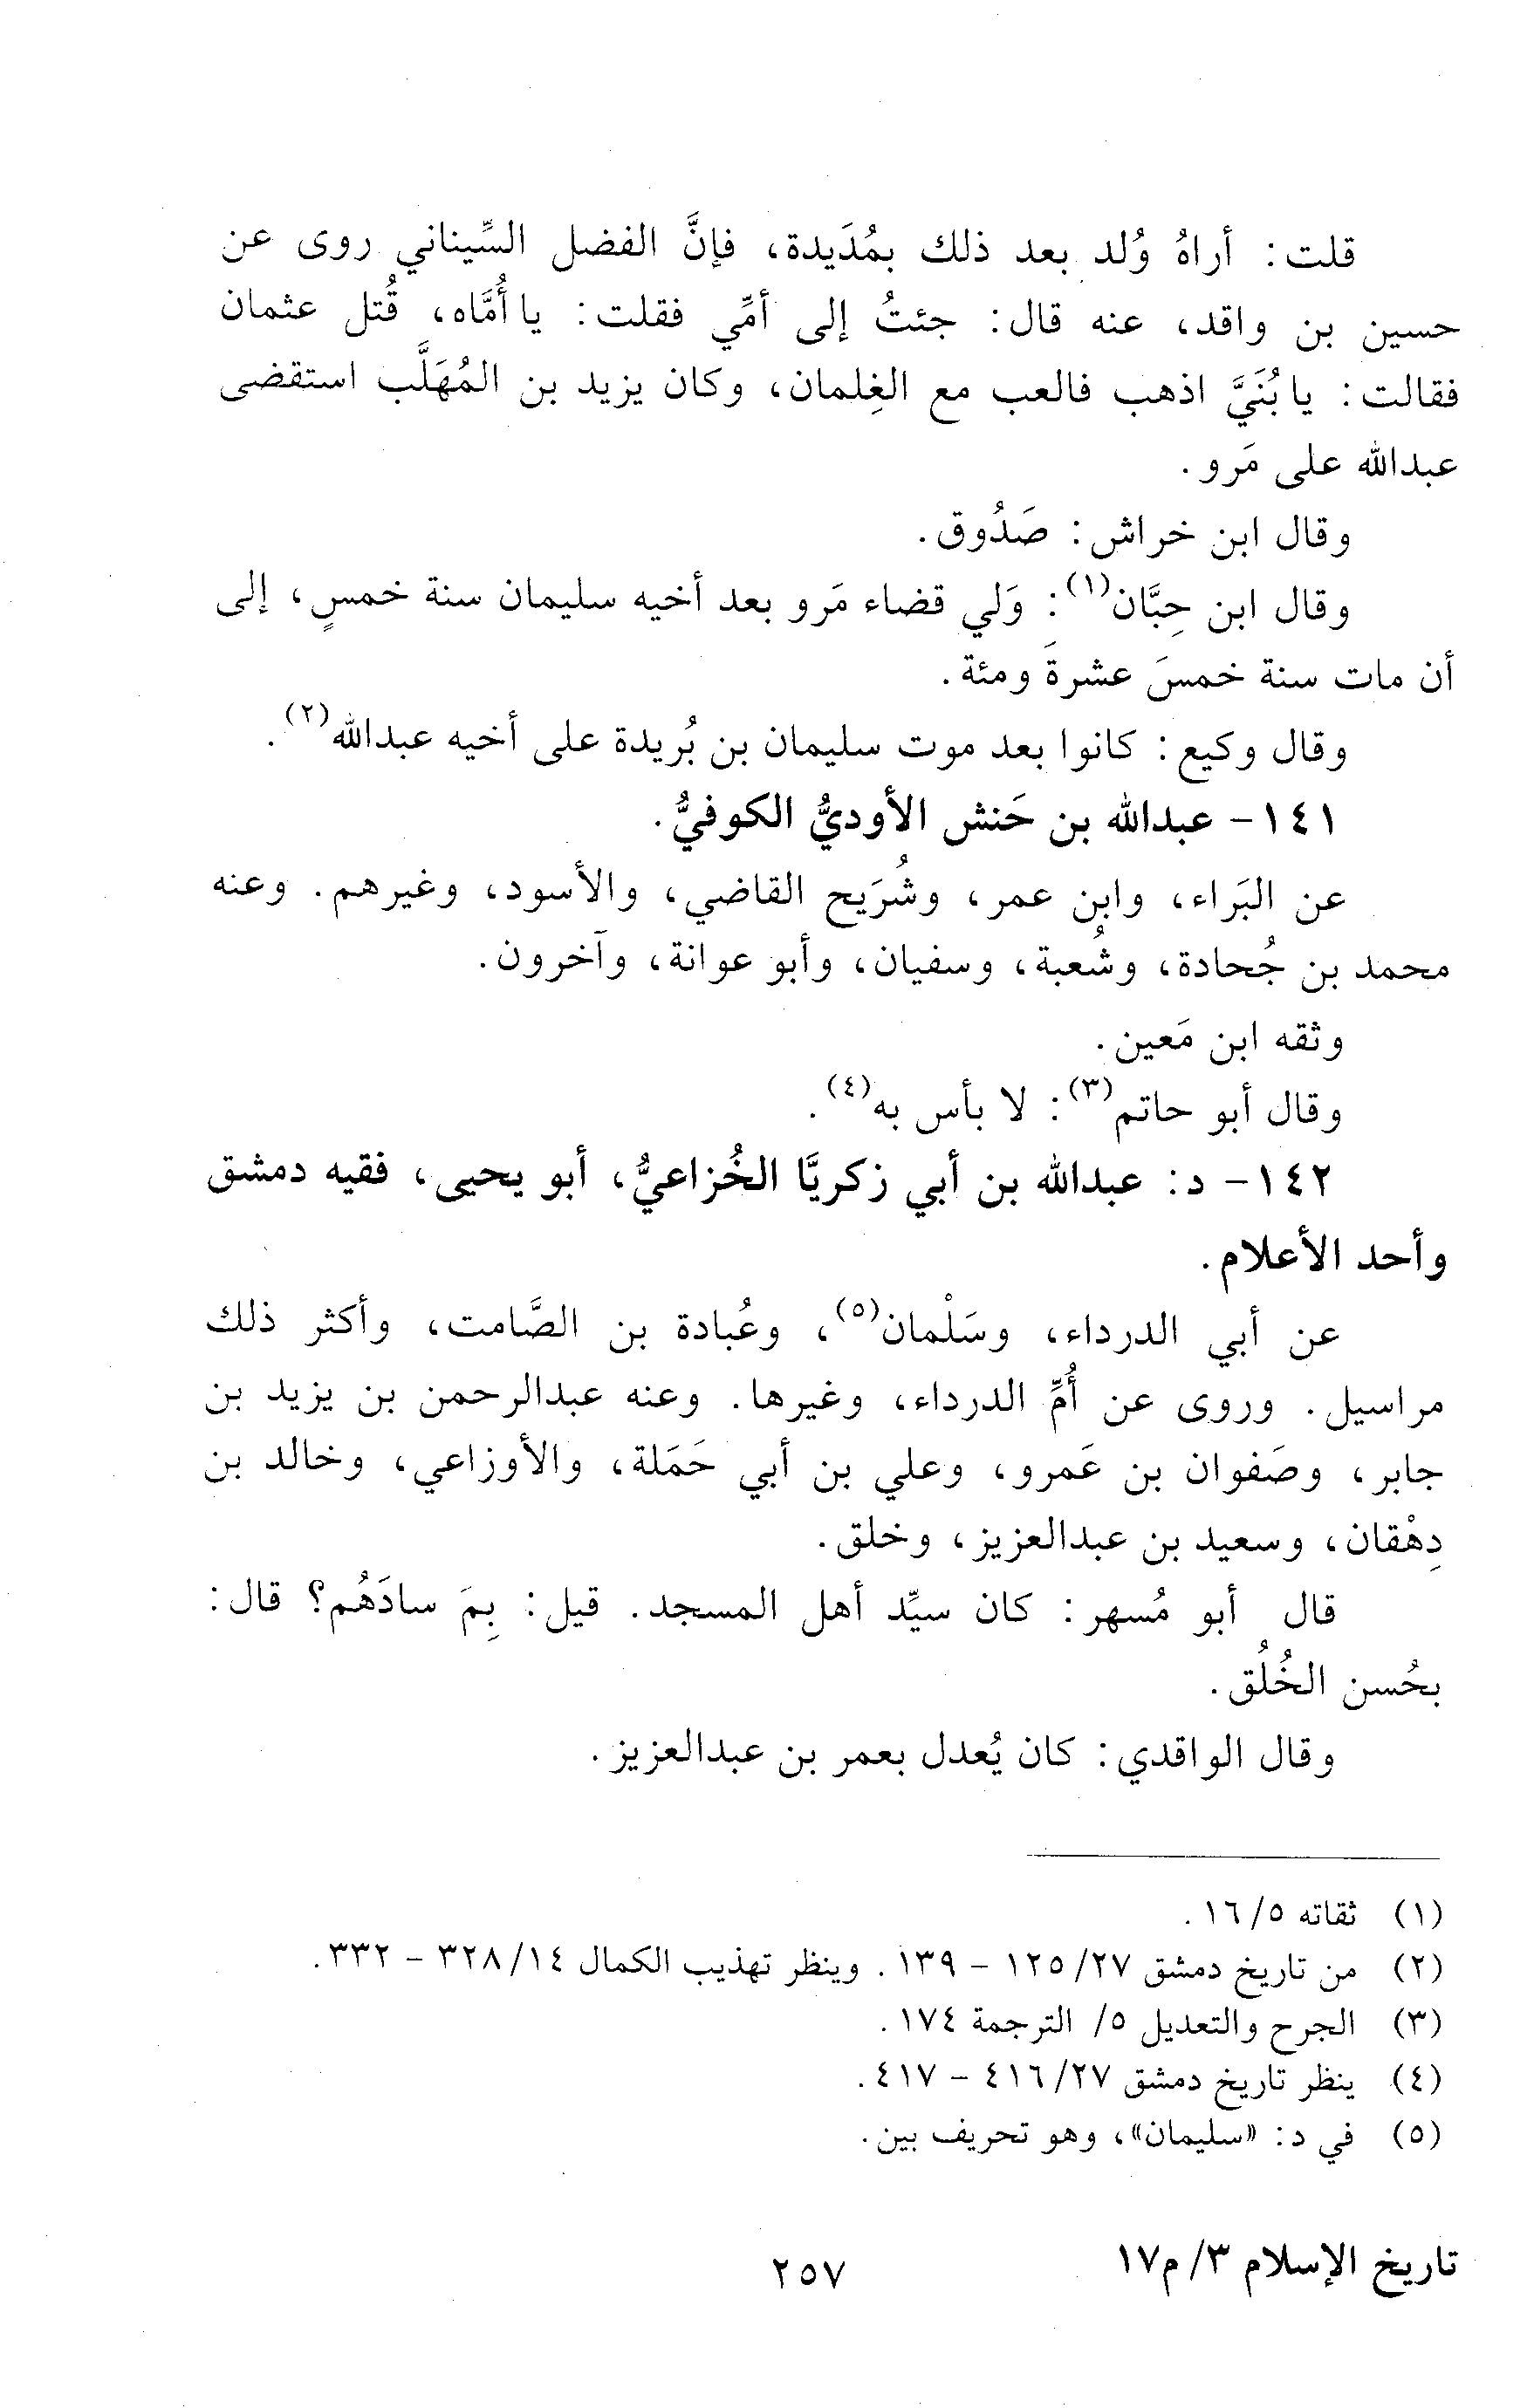 قلت: أراهُ وُلد بعد ذلك بمُدَيدة، فإنَّ الفضل السِّيناني روى عن
حسين بن واقد، عنه قال: جئتُ إلى أمِّي فقلت: يا أُمَّاه، قُتل عثمان
فقالت: يا بُنَيَّ اذهب فالعب مع الغِلمان، وكان يزيد بن المُهَلَّب استقضى
عبدالله على مَرو.
وقال ابن خراش: صَدُوق.
وقال ابن حِبَّان(١): وَلي قضاء مَرو بعد أخيه سليمان سنة خمسٍ، إلى
أن مات سنة خمسَ عشرةَ ومئة.
وقال وكيع: كانوا بعد موت سليمان بن بُريدة على أخيه عبدالله(٢).
١٤١- عبدالله بن حَنش الأوديُّ الكوفيُّ.
عن البَراء، وابن عمر، وشُرَيح القاضي، والأسود، وغيرهم. وعنه
محمد بن جُحادة، وشُعبة، وسفيان، وأبو عوانة، وآخرون.
وثقه ابن مَعين.
وقال أبو حاتم(٣): لا بأس به(٤).
١٤٢- د: عبدالله بن أبي زكريَّا الخُزاعيُّ، أبو يحيى، فقيه دمشق
وأحد الأعلام.
عن أبي الدرداء، وسَلْمان(٥)، وعُبادة بن الصَّامت، وأكثر ذلك
مراسيل. وروى عن أُمِّ الدرداء، وغيرها. وعنه عبدالرحمن بن يزيد بن
جابر، وصَفوان بن عَمرو، وعلي بن أبي حَمَلة، والأوزاعي، وخالد بن
دِهْقان، وسعيد بن عبدالعزيز، وخلق.
قال أبو مُسهر: كان سيِّد أهل المسجد. قيل: بِمَ سادَهُم؟ قال:
بحُسن الخُلُق.
وقال الواقدي: كان يُعدل بعمر بن عبدالعزيز.
(١) ثقاته ٥/ ١٦.
(٢) من تاريخ دمشق ٢٧/ ١٢٥ - ١٣٩. وينظر تهذيب الكمال ١٤/ ٣٢٨ - ٣٣٢.
(٣) الجرح والتعديل ٥/ الترجمة ١٧٤.
(٤) ينظر تاريخ دمشق ٢٧/ ٤١٦ - ٤١٧.
(٥) في د: «سليمان»، وهو تحريف بين.
تاريخ الإسلام ٣/ م١٧
٢٥٧